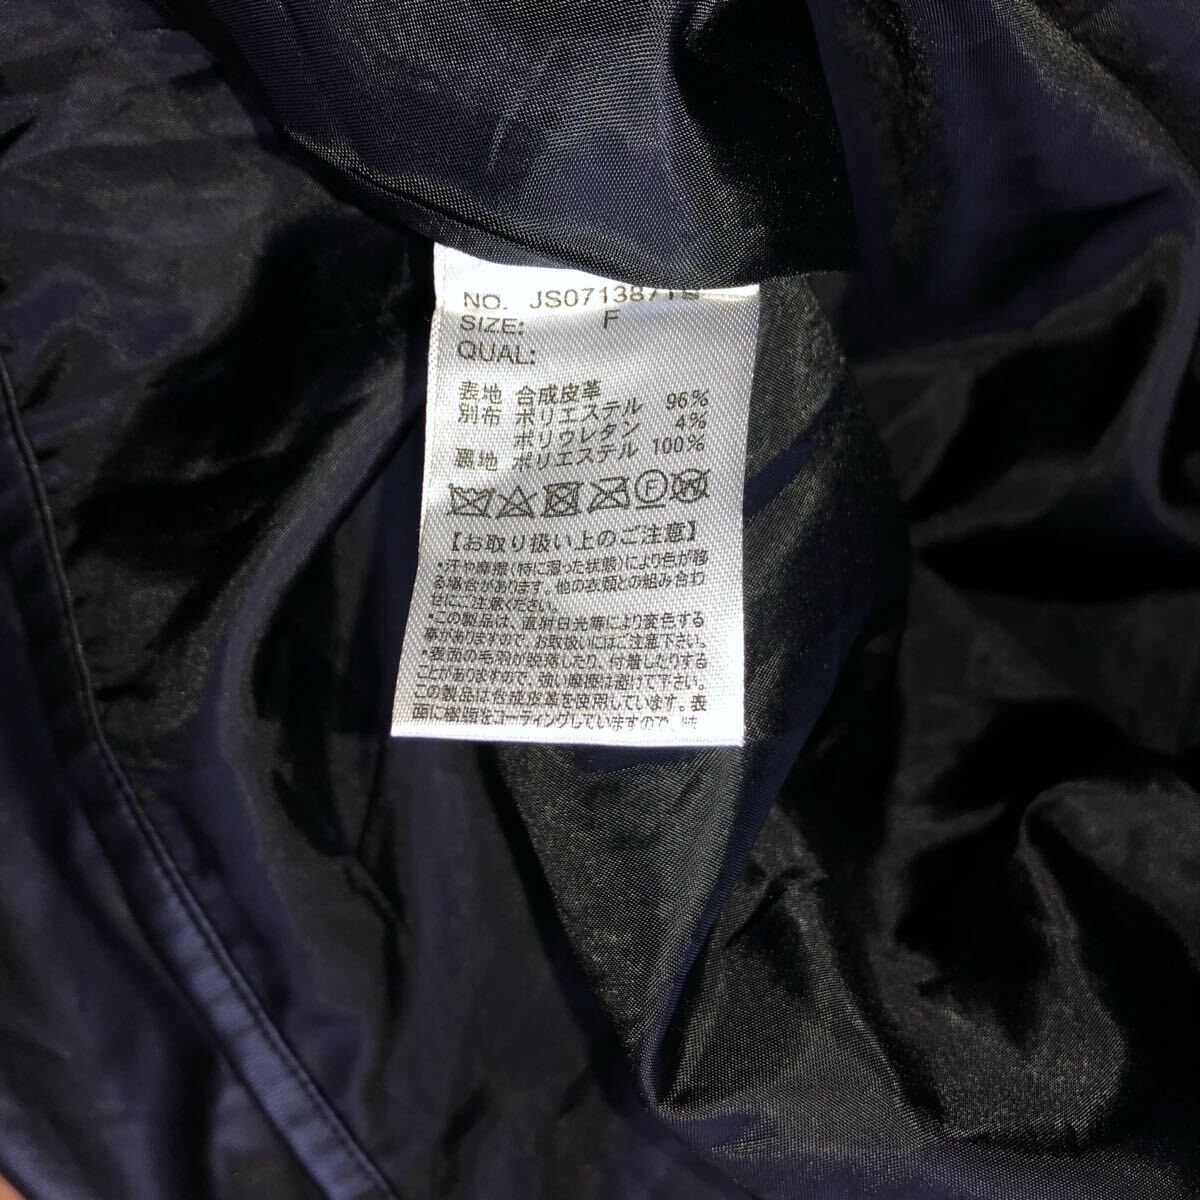 NO. JS071387
SIZE: F
QUAL:
表地 合成皮革
別布 ポリエステル 96%
ポリウレタン 4%
裏地 ポリエステル 100%
F
【お取り扱い上のご注意】
・汗や摩擦(特に湿った状態)により色が移
る場合があります。他の衣類との組み合わ
せにご注意ください。
・この製品は、直射日光等により変色する
事がありますので、お取扱いにはご注意下さい。
・表面の毛羽が脱落したり、付着したりする
ことがありますので、強い摩擦は避けて下さい。
この製品は合成皮革を使用しています。表
面に樹脂をコーティングしていますので、特